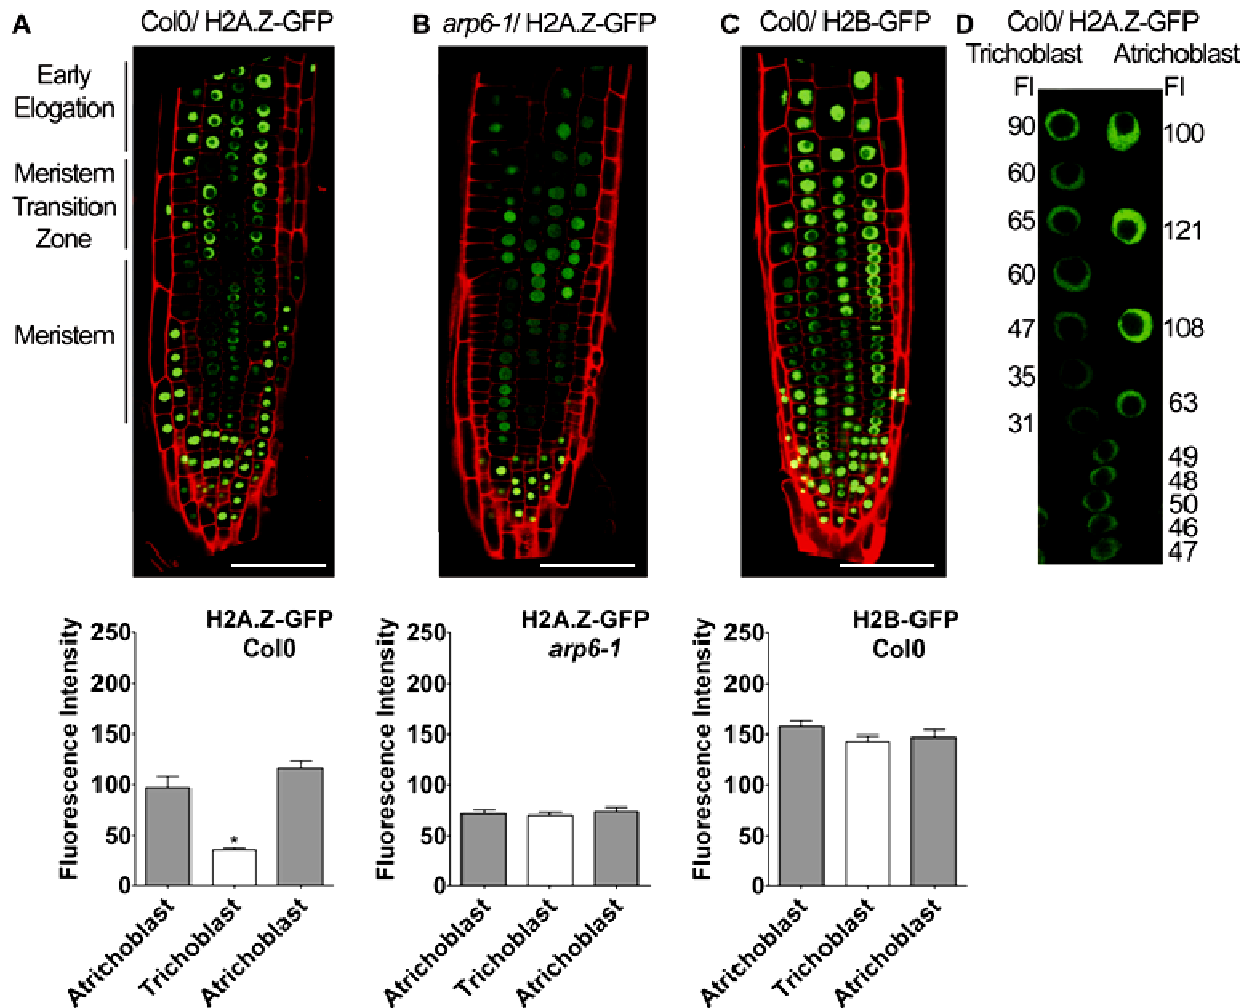 A Col0/ H2A.Z-GFP
B arp6-1/ H2A.Z-GFP
C Col0/ H2B-GFP
D Col0/ H2A.Z-GFP
Trichoblast Atrichoblast
FI FI
Early
Elogation
Meristem
Transition
Zone
Meristem
90
60
65
60
47
35
31
100
121
108
63
49
48
50
46
47
H2A.Z-GFP
Col0
Fluorescence Intensity
250
200
150
100
50
0
*
Atrichoblast
Trichoblast
Atrichoblast
H2A.Z-GFP
arp6-1
Fluorescence Intensity
250
200
150
100
50
0
Atrichoblast
Trichoblast
Atrichoblast
H2B-GFP
Col0
Fluorescence Intensity
250
200
150
100
50
0
Atrichoblast
Trichoblast
Atrichoblast